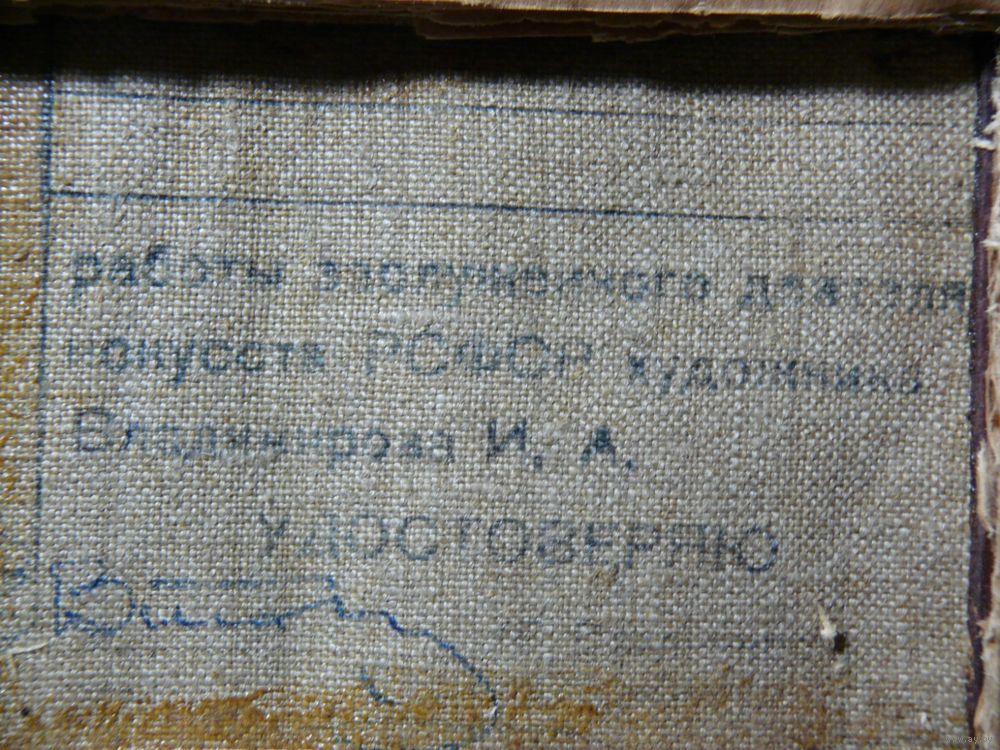 работы заслуженного деятеля
искусств РСФСР художника
Владимирова И. А.
УДОСТОВЕРЯЮ